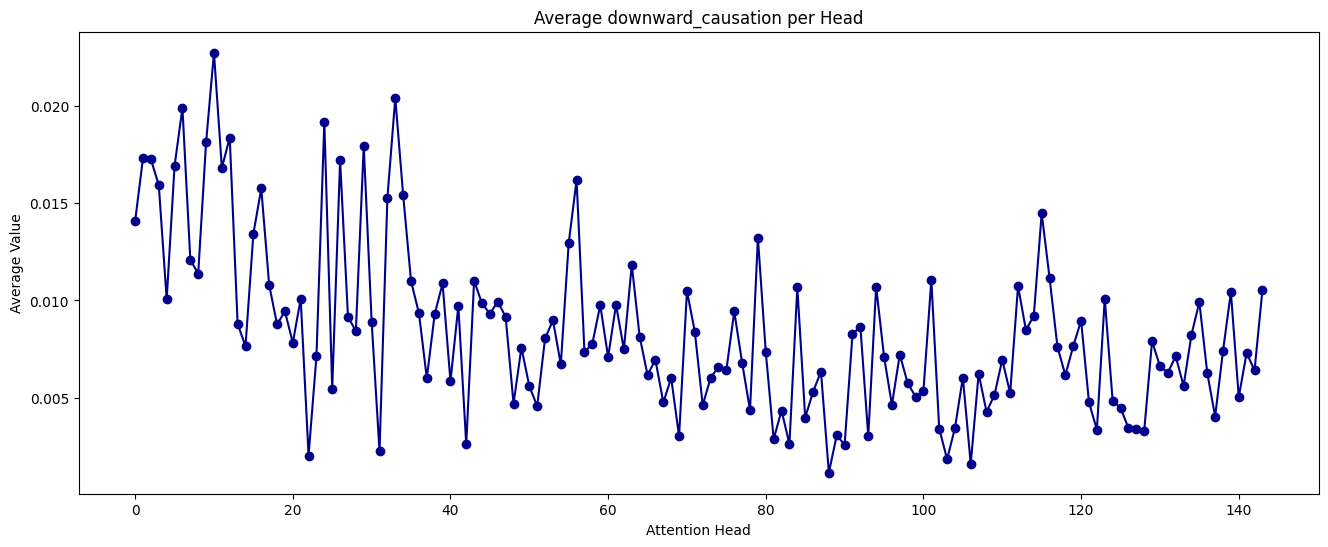 Average downward_causation per Head
Average Value
0.020
0.015
0.010
0.005
0 20 40 60 80 100 120 140
Attention Head